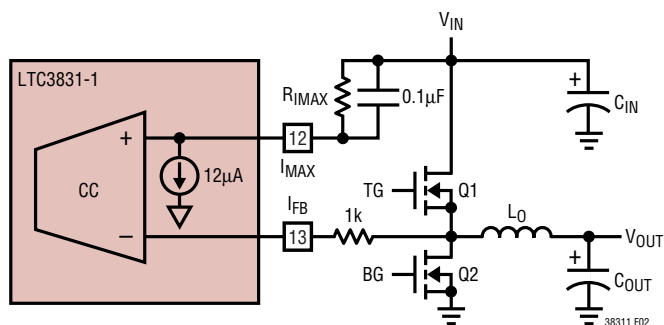 V_IN
LTC3831-1
R_IMAX
0.1µF
+
C_IN
+
12
I_MAX
12µA
CC
TG
Q1
I_FB
1k
L_O
–
13
V_OUT
BG
Q2
+
C_OUT
38311 F02